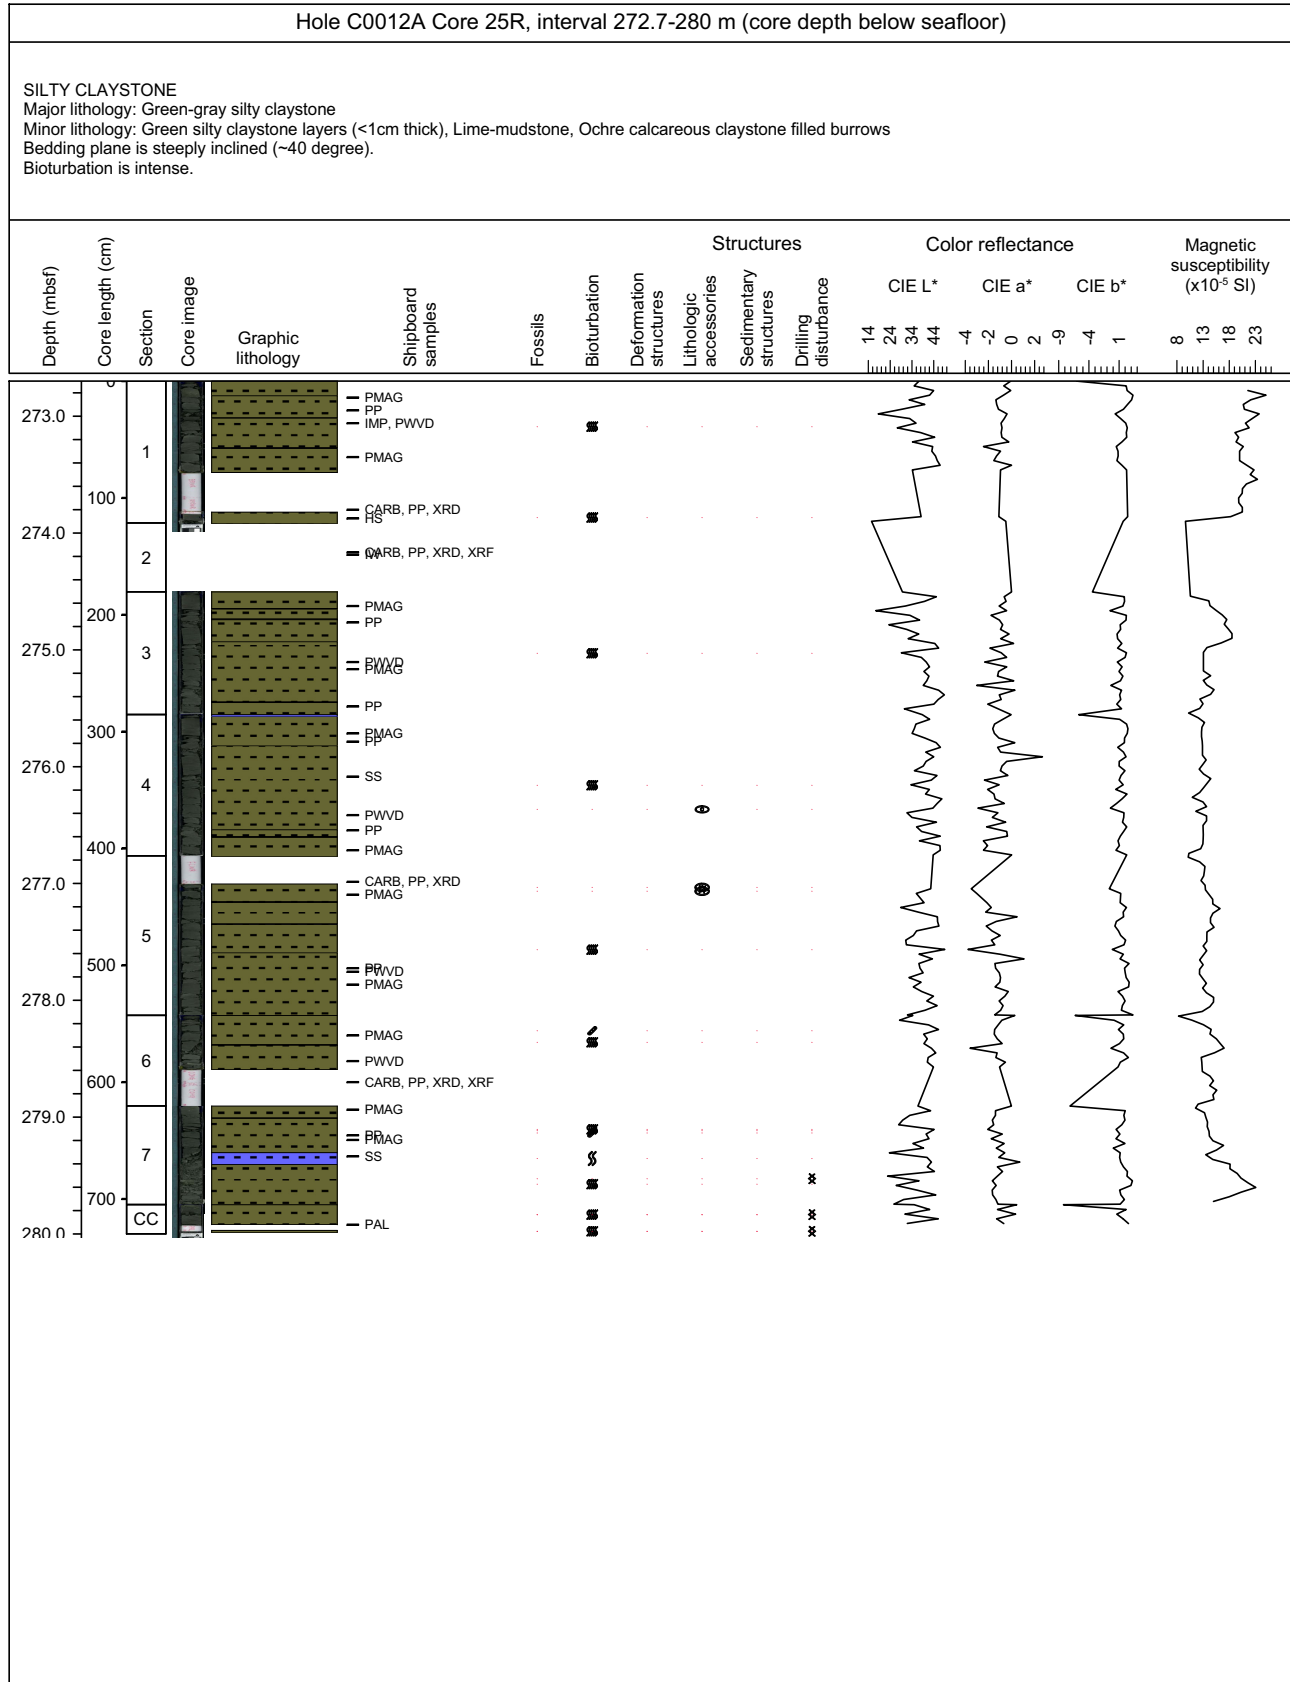 Hole C0012A Core 25R, interval 272.7-280 m (core depth below seafloor)
SILTY CLAYSTONE
Major lithology: Green-gray silty claystone
Minor lithology: Green silty claystone layers (<1cm thick), Lime-mudstone, Ochre calcareous claystone filled burrows
Bedding plane is steeply inclined (~40 degree).
Bioturbation is intense.
Depth (mbsf)
Core length (cm)
Section
Core image
Graphic
lithology
Shipboard
samples
Fossils
Bioturbation
Structures
Deformation
structures
Lithologic
accessories
Sedimentary
structures
Drilling
disturbance
Color reflectance
CIE L*
CIE a*
CIE b*
Magnetic
susceptibility
(x10-5 SI)
14 24 34 44
-4 -2 0 2
-9 -4 1
8 13 18 23
0
PMAG
273.0
PP
IMP, PWVD
1
PMAG
100
CARB, PP, XRD
HS
274.0
2
CARB, PP, XRD, XRF
PMAG
200
PP
275.0
3
PWVD
PMAG
PP
300
PMAG
PP
276.0
SS
4
PWVD
PP
400
PMAG
277.0
CARB, PP, XRD
PMAG
5
500
PP
PWVD
PMAG
278.0
PMAG
6
PWVD
600
CARB, PP, XRD, XRF
PMAG
279.0
PP
PMAG
7
SS
700
CC
PAL
280.0